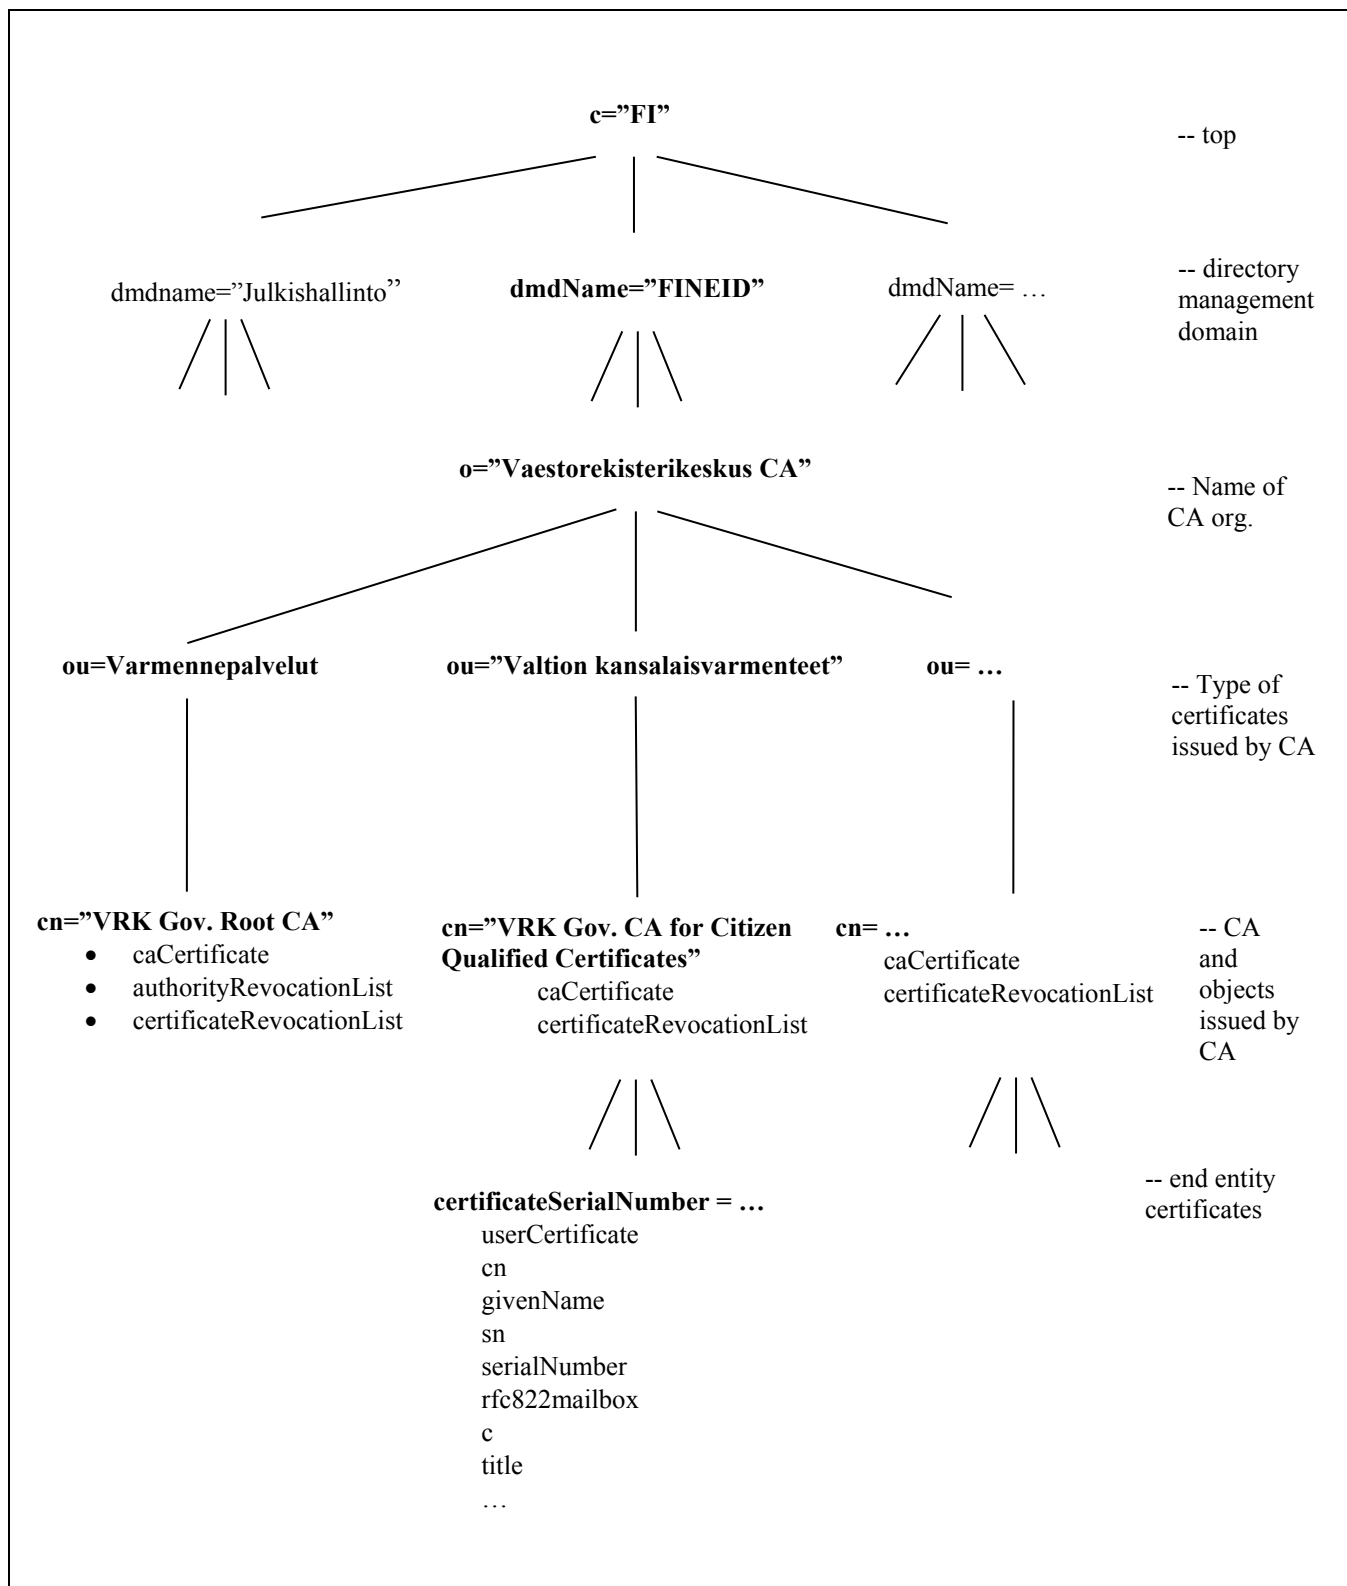 c=”FI”
-- top
dmdname=”Julkishallinto”
dmdName=”FINEID”
dmdName= …
-- directory
management
domain
o=”Vaestorekisterikeskus CA”
-- Name of
CA org.
ou=Varmennepalvelut
ou=”Valtion kansalaisvarmenteet”
ou= …
-- Type of
certificates
issued by CA
cn=”VRK Gov. Root CA”
• caCertificate
• authorityRevocationList
• certificateRevocationList
cn=”VRK Gov. CA for Citizen
Qualified Certificates”
caCertificate
certificateRevocationList
cn= …
caCertificate
certificateRevocationList
-- CA
and
objects
issued by
CA
certificateSerialNumber = …
userCertificate
cn
givenName
sn
serialNumber
rfc822mailbox
c
title
…
-- end entity
certificates